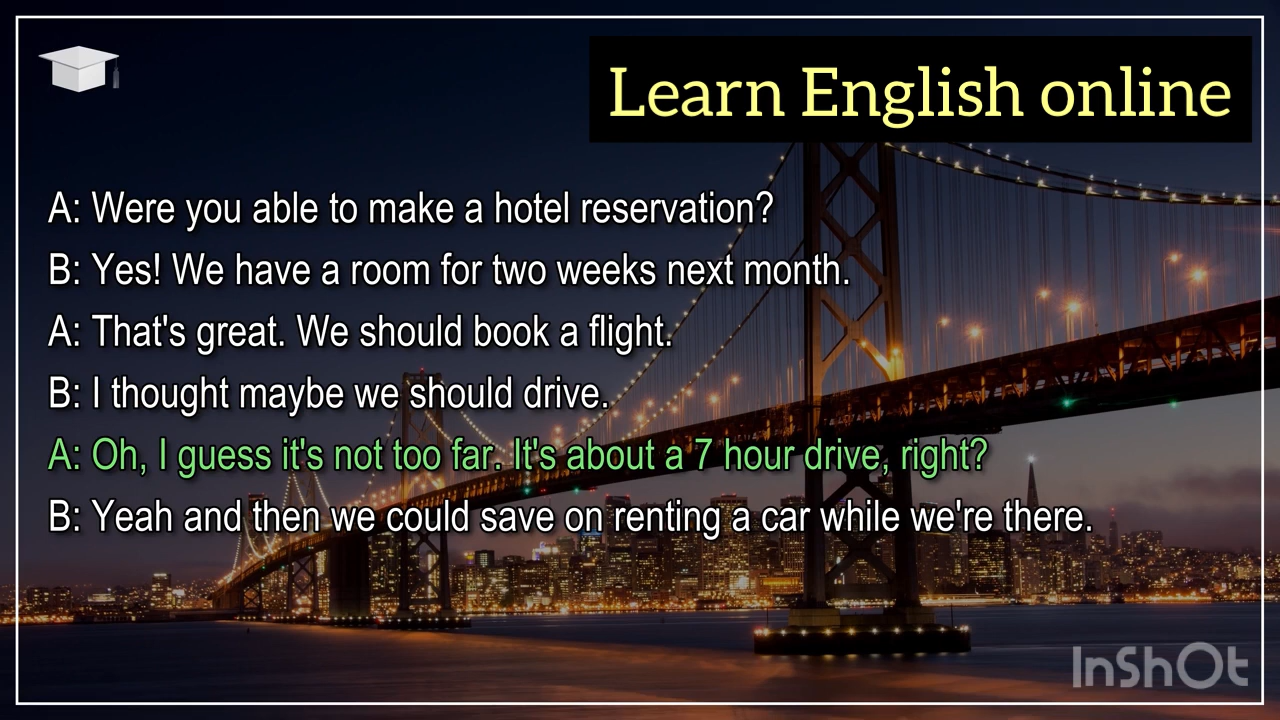 Learn English online
A: Were you able to make a hotel reservation?
B: Yes! We have a room for two weeks next month.
A: That's great. We should book a flight.
B: I thought maybe we should drive.
A: Oh, I guess it's not too far. It's about a 7 hour drive, right?
B: Yeah and then we could save on renting a car while we're there.
InShOt